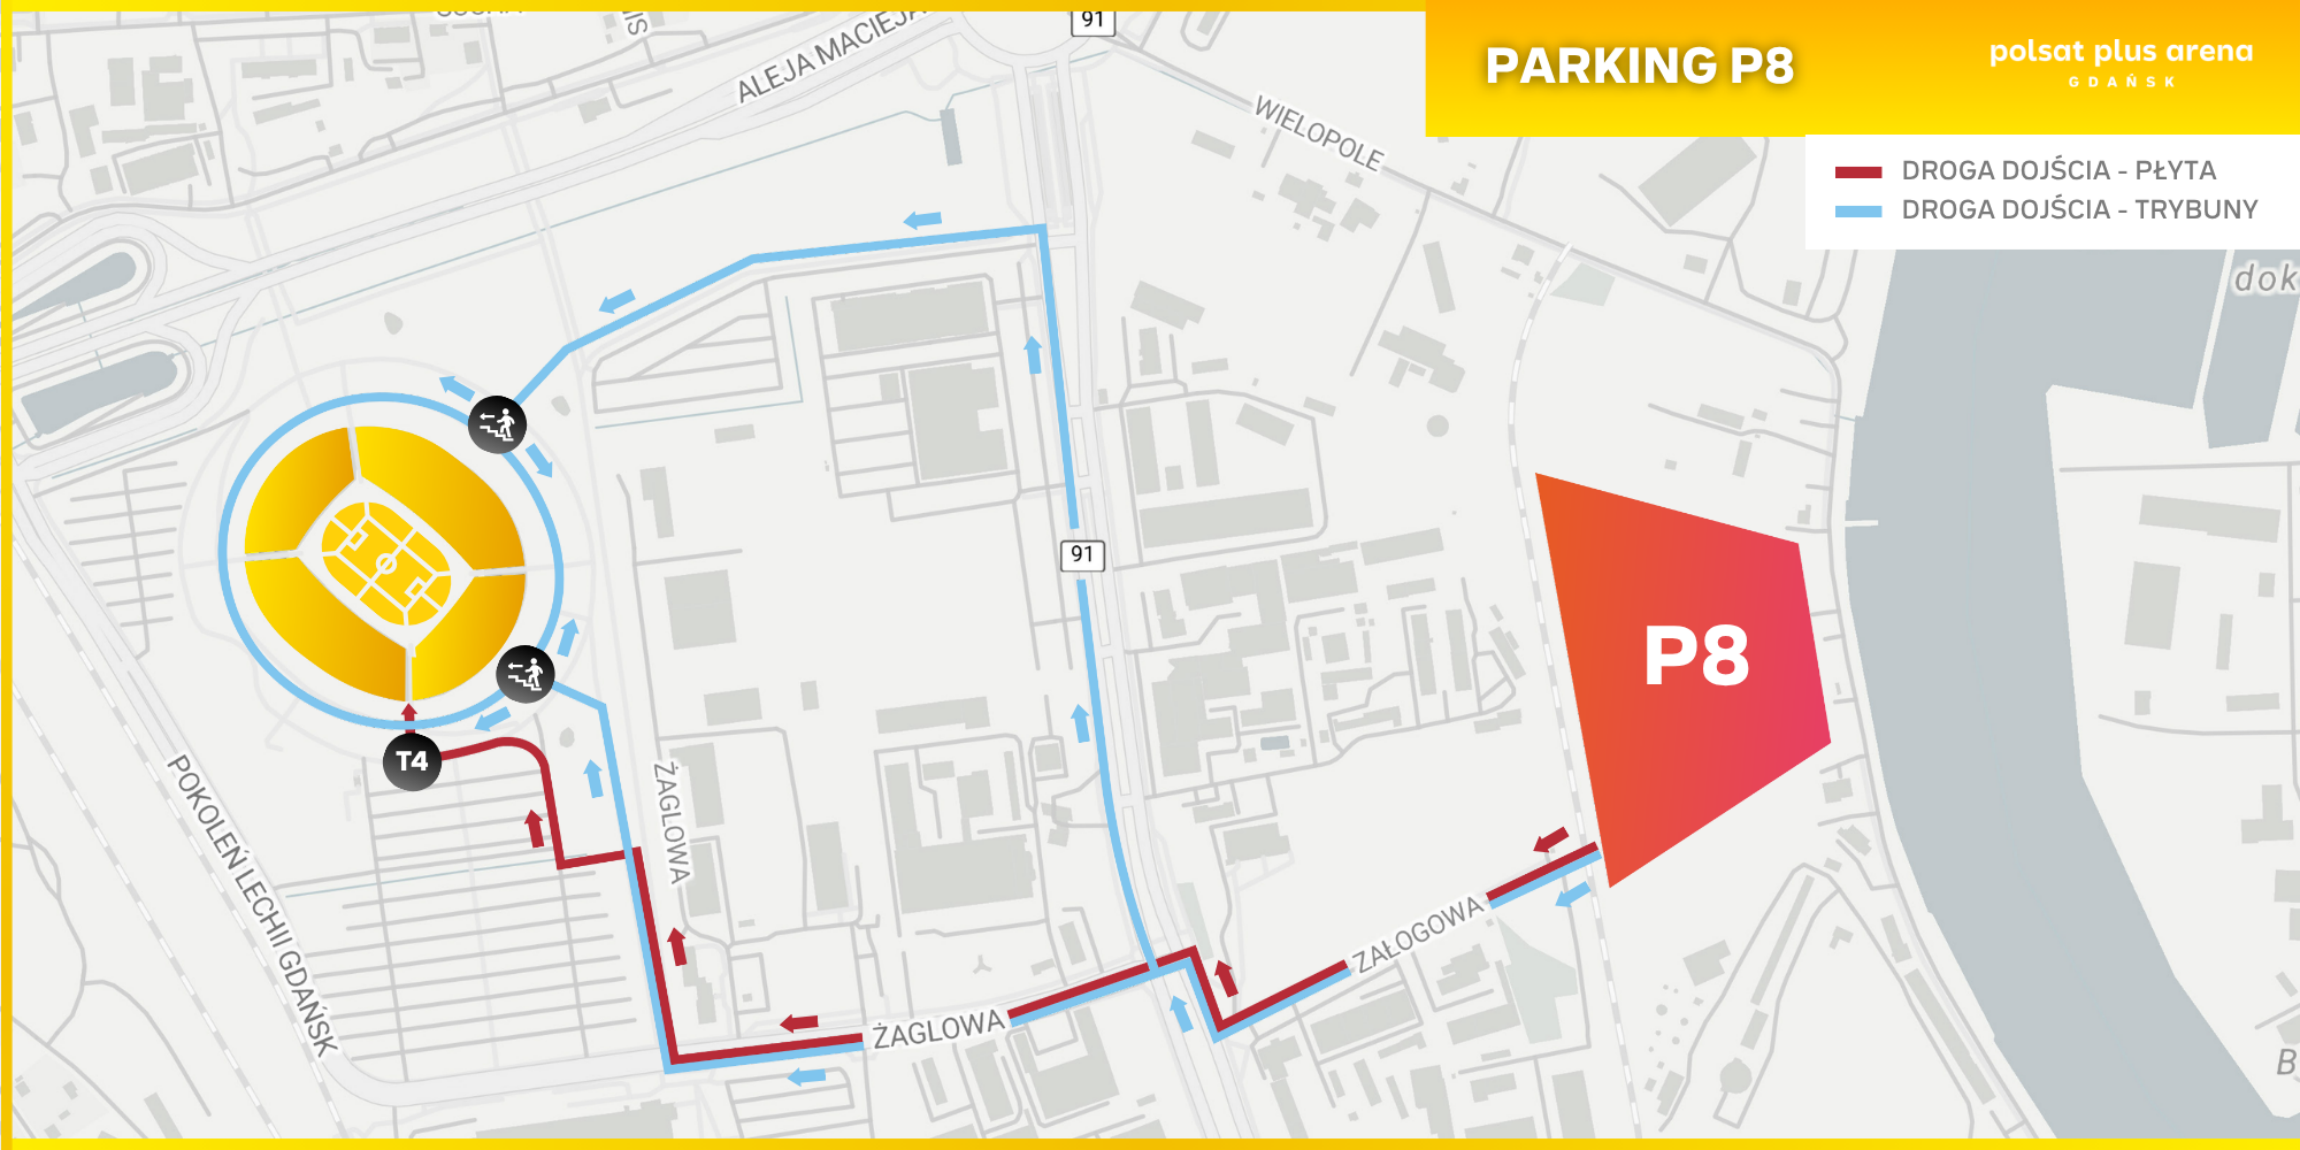 PARKING P8
polsat plus arena
GDAŃSK
DROGA DOJŚCIA - PŁYTA
DROGA DOJŚCIA - TRYBUNY
91
ALEJA MACIEJA
WIELOPOLE
dok
91
P8
T4
ŻAGLOWA
POKOLEŃ LECHII GDAŃSK
ZAŁOGOWA
ŻAGLOWA
B